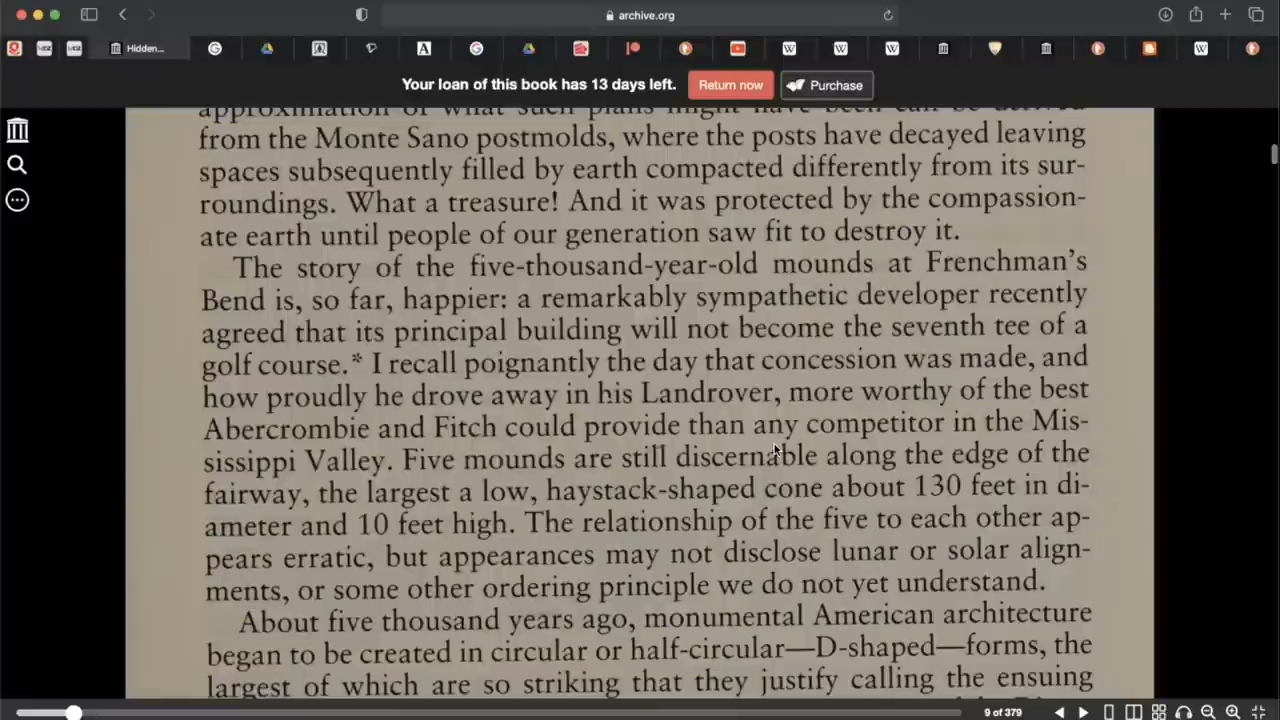 archive.org
Hidden...
Your loan of this book has 13 days left. Return now Purchase
approximation of what such plans might have been can be derived
from the Monte Sano postmolds, where the posts have decayed leaving
spaces subsequently filled by earth compacted differently from its sur-
roundings. What a treasure! And it was protected by the compassion-
ate earth until people of our generation saw fit to destroy it.
The story of the five-thousand-year-old mounds at Frenchman's
Bend is, so far, happier: a remarkably sympathetic developer recently
agreed that its principal building will not become the seventh tee of a
golf course.* I recall poignantly the day that concession was made, and
how proudly he drove away in his Landrover, more worthy of the best
Abercrombie and Fitch could provide than any competitor in the Mis-
sissippi Valley. Five mounds are still discernable along the edge of the
fairway, the largest a low, haystack-shaped cone about 130 feet in di-
ameter and 10 feet high. The relationship of the five to each other ap-
pears erratic, but appearances may not disclose lunar or solar align-
ments, or some other ordering principle we do not yet understand.
About five thousand years ago, monumental American architecture
began to be created in circular or half-circular—D-shaped—forms, the
largest of which are so striking that they justify calling the ensuing
9 of 379